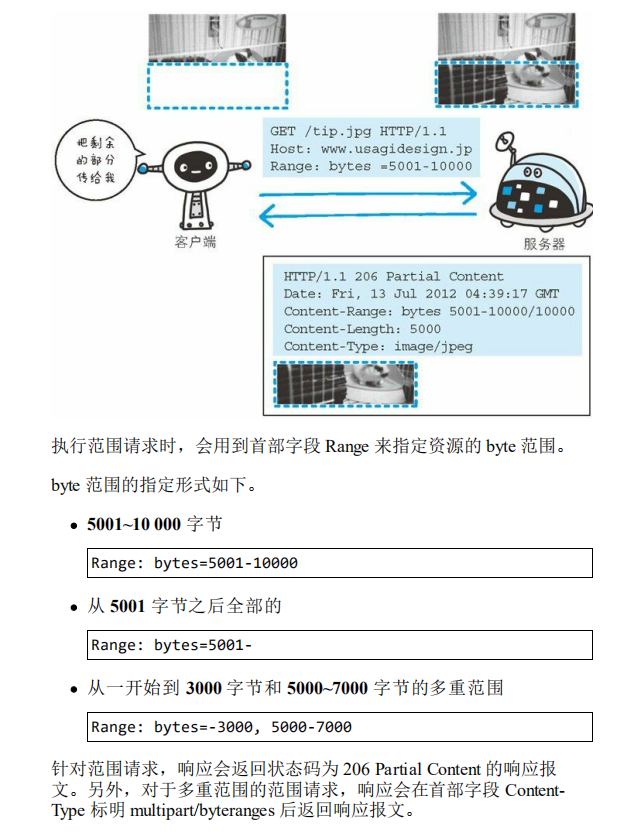 把剩余
的部分
传给我
GET /tip.jpg HTTP/1.1
Host: www.usagidesign.jp
Range: bytes =5001-10000
客户端
服务器
HTTP/1.1 206 Partial Content
Date: Fri, 13 Jul 2012 04:39:17 GMT
Content-Range: bytes 5001-10000/10000
Content-Length: 5000
Content-Type: image/jpeg
执行范围请求时，会用到首部字段 Range 来指定资源的 byte 范围。
byte 范围的指定形式如下。
• 5001~10 000 字节
Range: bytes=5001-10000
• 从 5001 字节之后全部的
Range: bytes=5001-
• 从一开始到 3000 字节和 5000~7000 字节的多重范围
Range: bytes=-3000, 5000-7000
针对范围请求，响应会返回状态码为 206 Partial Content 的响应报
文。另外，对于多重范围的范围请求，响应会在首部字段 Content-
Type 标明 multipart/byteranges 后返回响应报文。